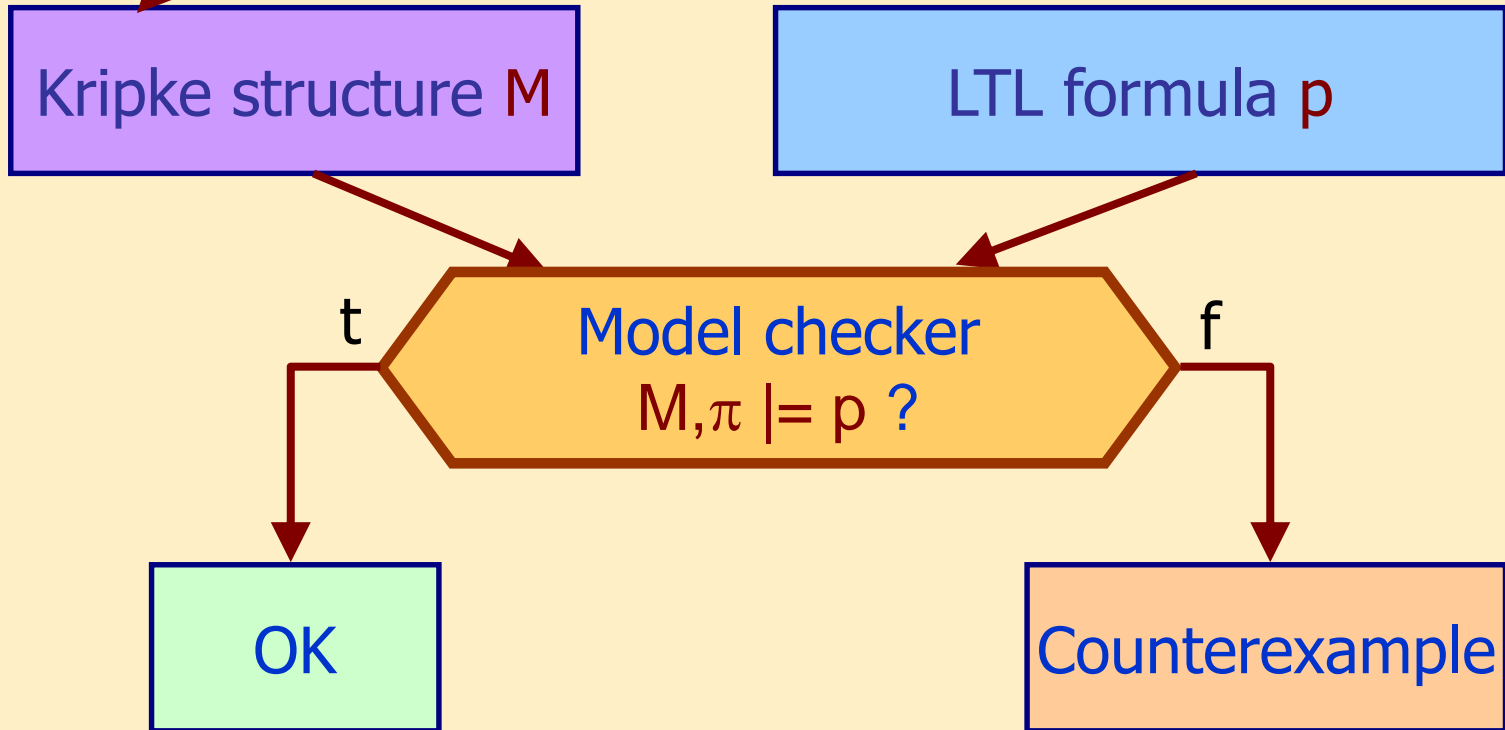 Kripke structure M
LTL formula p
t
Model checker
f
M,π |= p ?
OK
Counterexample